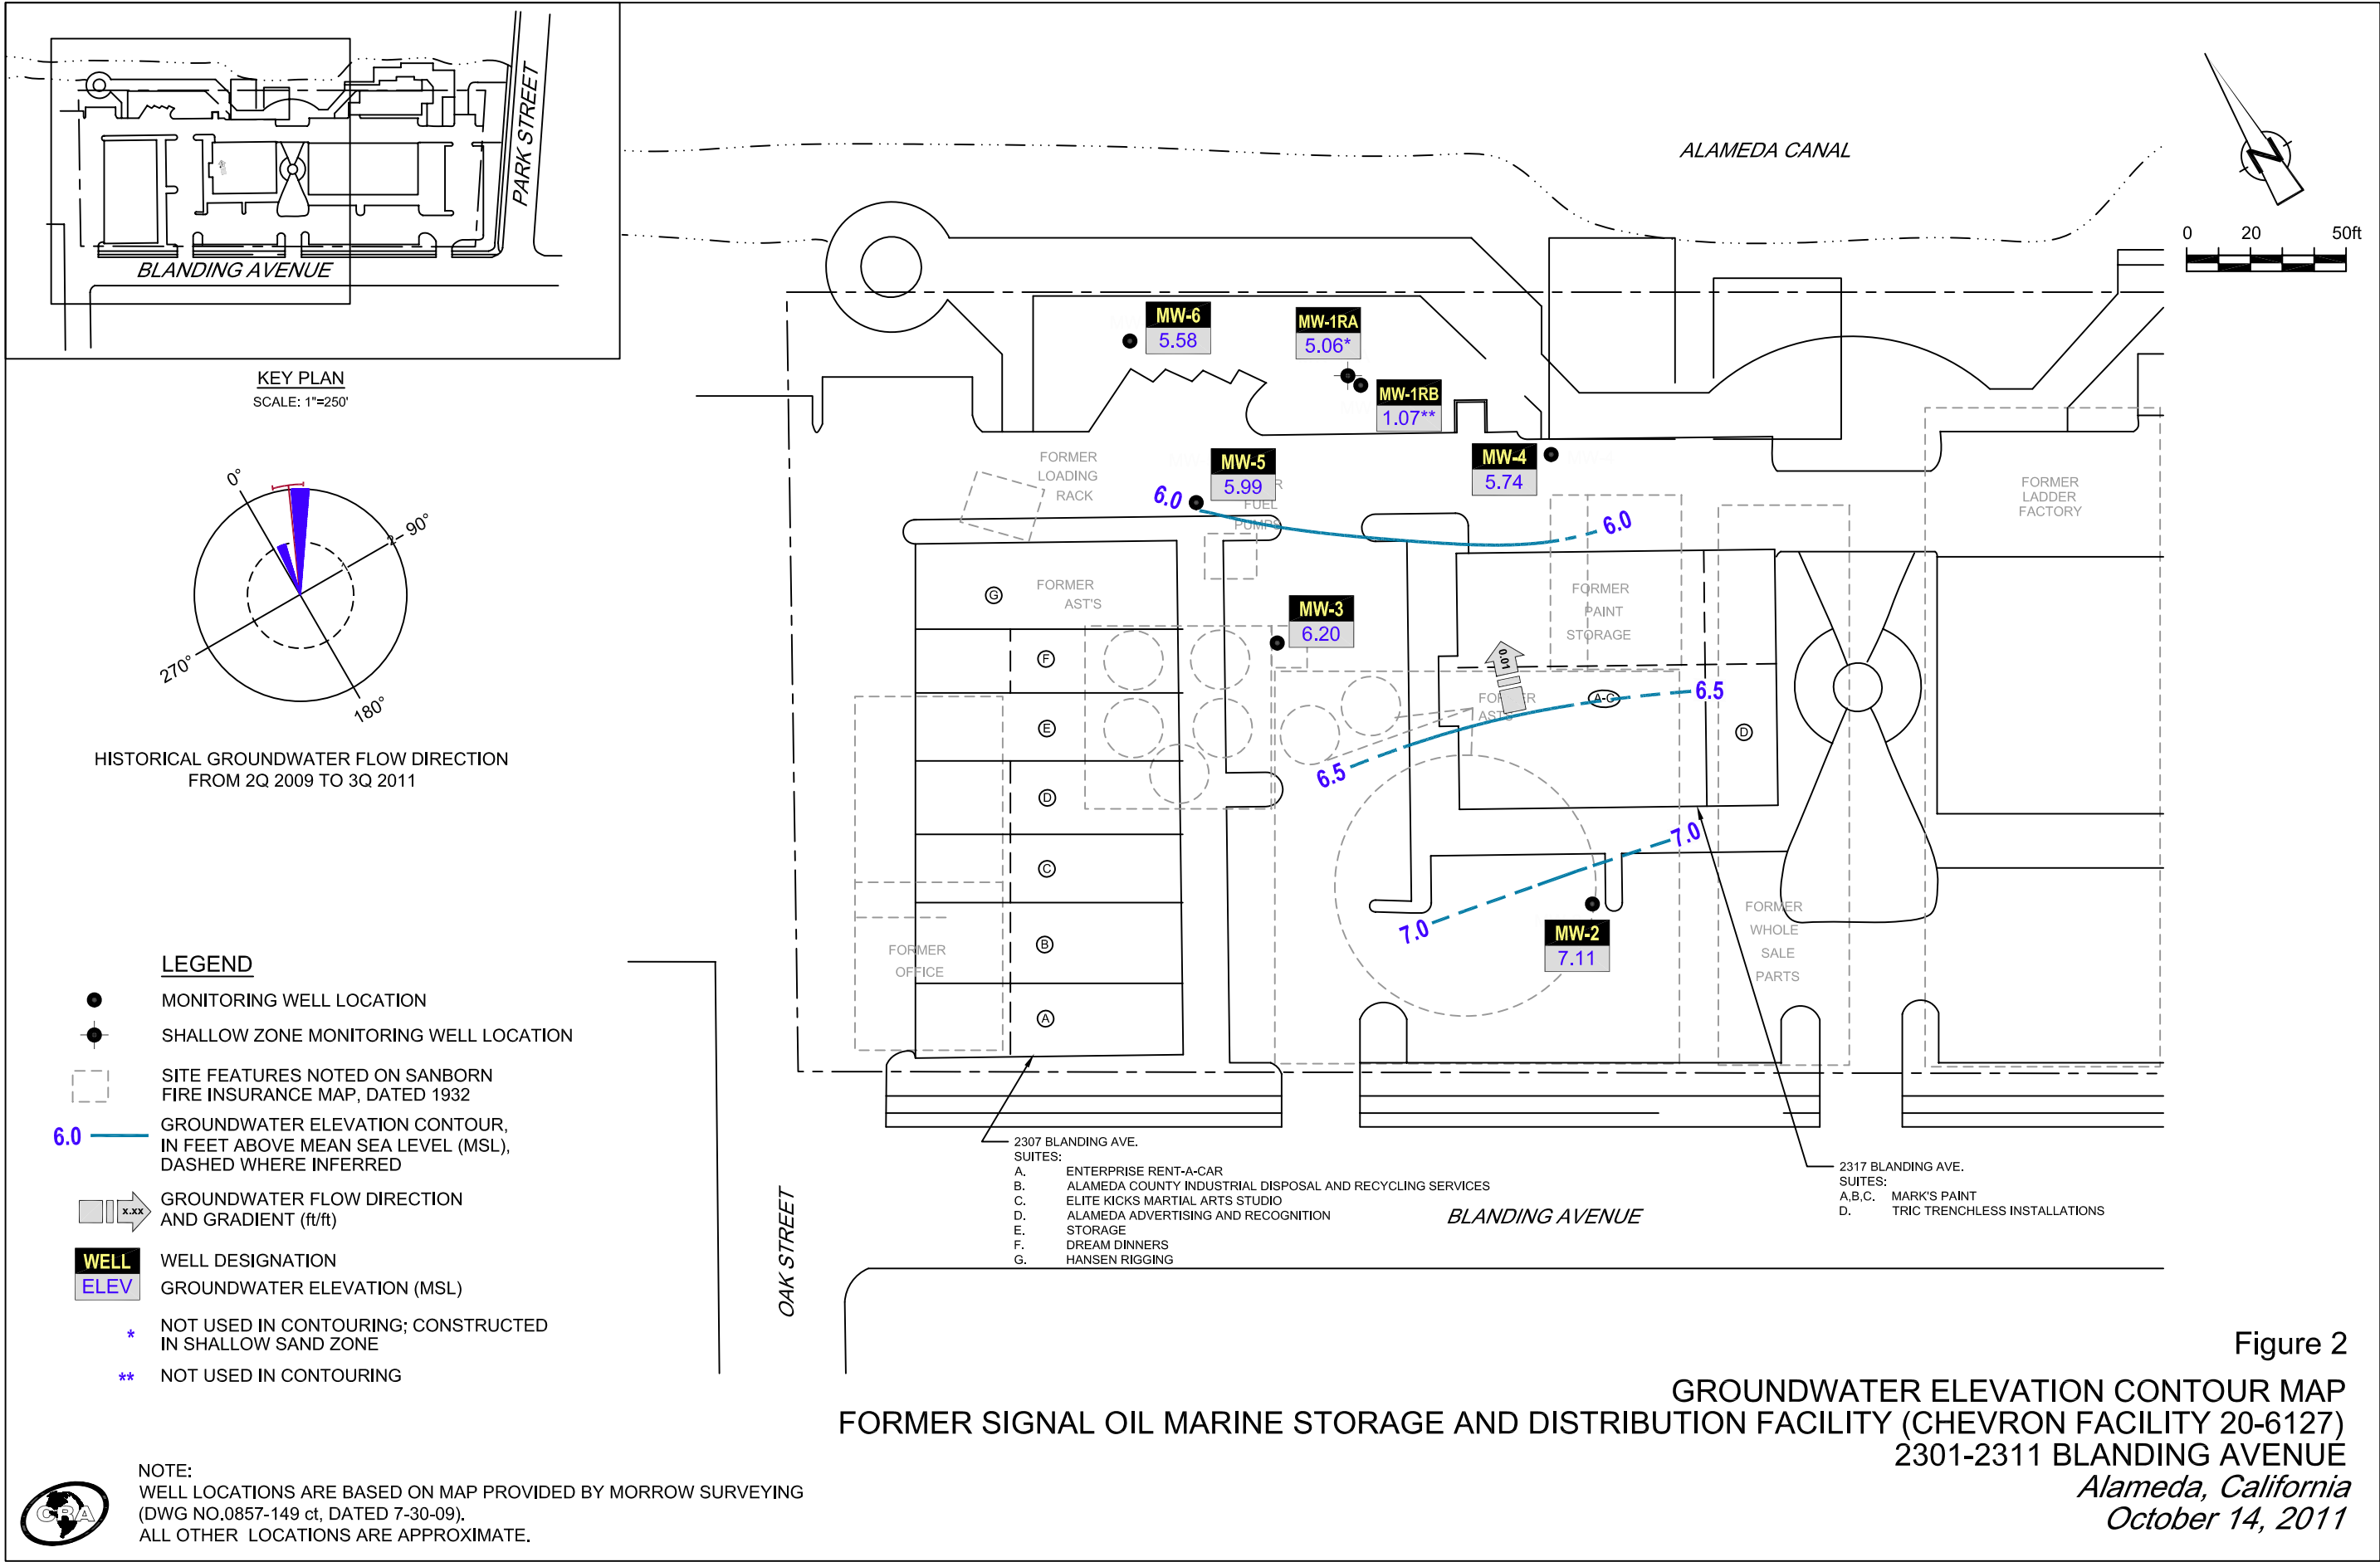 PARK STREET
BLANDING AVENUE
KEY PLAN
SCALE: 1"=250'
0°
90°
180°
270°
HISTORICAL GROUNDWATER FLOW DIRECTION
FROM 2Q 2009 TO 3Q 2011
ALAMEDA CANAL
N
0 20 50ft
MW-6
5.58
MW-1RA
5.06*
MW-1RB
1.07**
MW-5
5.99
MW-4
5.74
MW-3
6.20
MW-2
7.11
6.0
6.0
6.5
6.5
7.0
7.0
0.01
FORMER
LOADING
RACK
FUEL
PUMPS
FORMER
AST'S
FORMER
PAINT
STORAGE
FORMER
LADDER
FACTORY
FORMER
OFFICE
FORMER
WHOLE
SALE
PARTS
G
F
E
D
C
B
A
A-C
D
LEGEND
MONITORING WELL LOCATION
SHALLOW ZONE MONITORING WELL LOCATION
SITE FEATURES NOTED ON SANBORN
FIRE INSURANCE MAP, DATED 1932
6.0 GROUNDWATER ELEVATION CONTOUR,
IN FEET ABOVE MEAN SEA LEVEL (MSL),
DASHED WHERE INFERRED
x.xx GROUNDWATER FLOW DIRECTION
AND GRADIENT (ft/ft)
WELL WELL DESIGNATION
ELEV GROUNDWATER ELEVATION (MSL)
* NOT USED IN CONTOURING; CONSTRUCTED
IN SHALLOW SAND ZONE
** NOT USED IN CONTOURING
2307 BLANDING AVE.
SUITES:
A. ENTERPRISE RENT-A-CAR
B. ALAMEDA COUNTY INDUSTRIAL DISPOSAL AND RECYCLING SERVICES
C. ELITE KICKS MARTIAL ARTS STUDIO
D. ALAMEDA ADVERTISING AND RECOGNITION
E. STORAGE
F. DREAM DINNERS
G. HANSEN RIGGING
2317 BLANDING AVE.
SUITES:
A,B,C. MARK'S PAINT
D. TRIC TRENCHLESS INSTALLATIONS
BLANDING AVENUE
OAK STREET
Figure 2
GROUNDWATER ELEVATION CONTOUR MAP
FORMER SIGNAL OIL MARINE STORAGE AND DISTRIBUTION FACILITY (CHEVRON FACILITY 20-6127)
2301-2311 BLANDING AVENUE
Alameda, California
October 14, 2011
NOTE:
WELL LOCATIONS ARE BASED ON MAP PROVIDED BY MORROW SURVEYING
(DWG NO.0857-149 ct, DATED 7-30-09).
ALL OTHER LOCATIONS ARE APPROXIMATE.
CRA